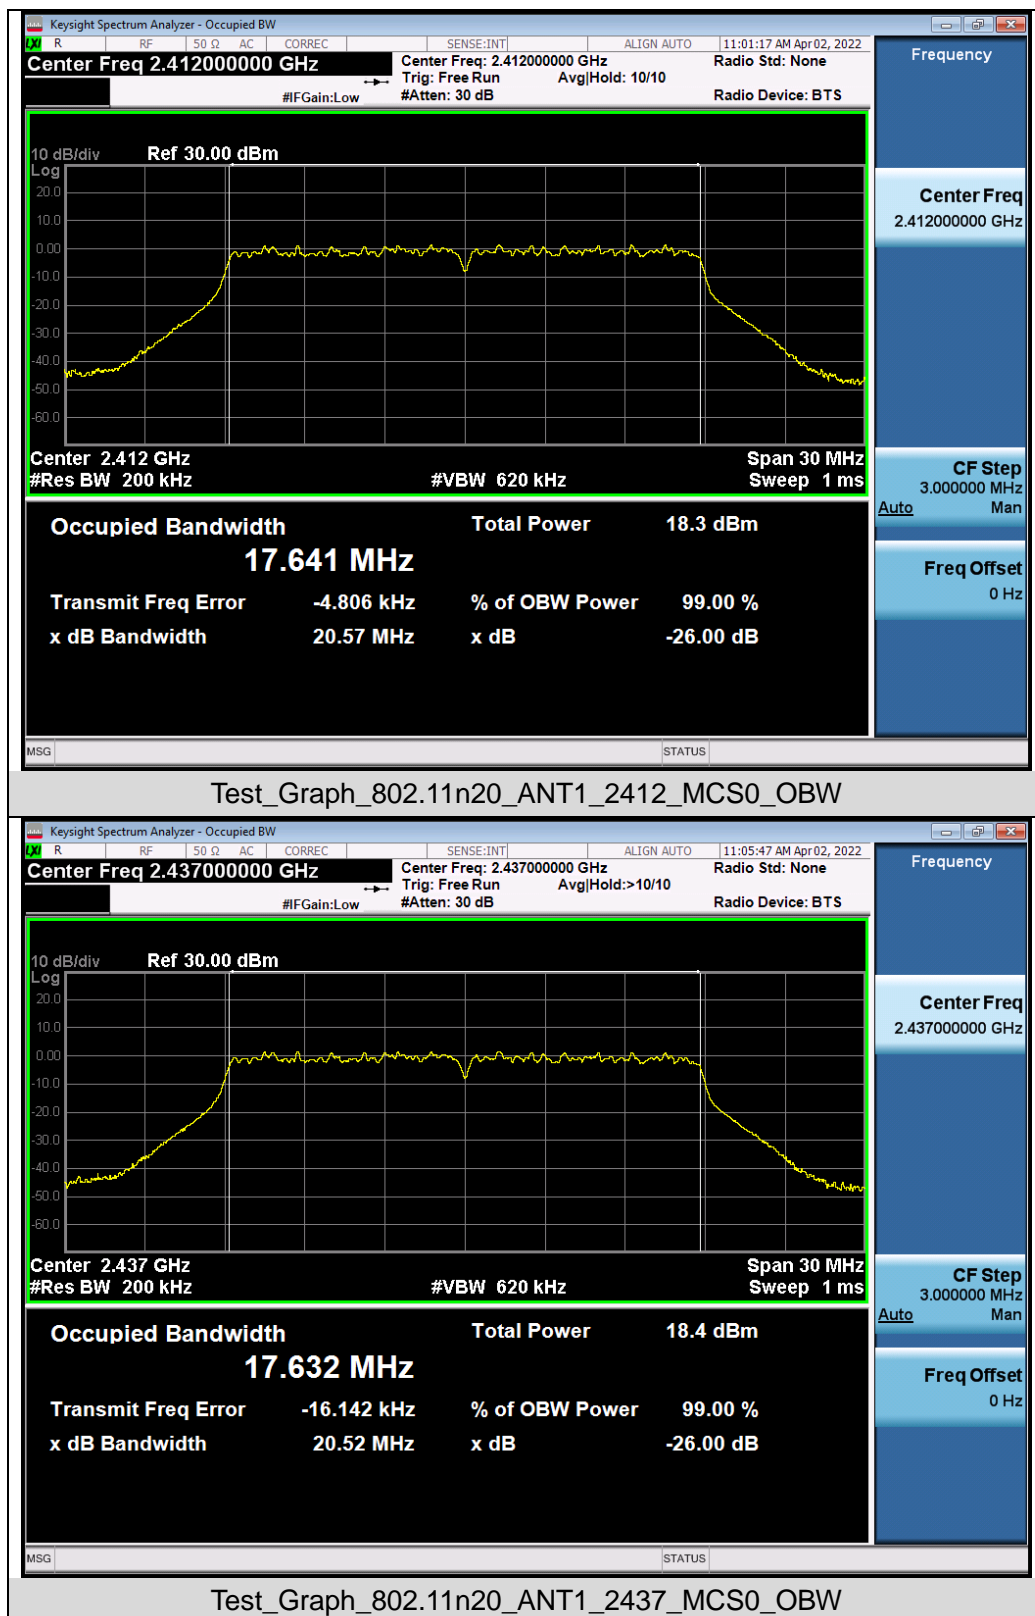 Keysight Spectrum Analyzer - Occupied BW
LXI R RF 50 Ω AC CORREC SENSE:INT ALIGN AUTO 11:01:17 AM Apr 02, 2022
Center Freq 2.412000000 GHz
Center Freq: 2.412000000 GHz Radio Std: None
Trig: Free Run Avg|Hold: 10/10
#IFGain:Low #Atten: 30 dB Radio Device: BTS
Frequency
10 dB/div Ref 30.00 dBm
Log
20.0
10.0
0.00
-10.0
-20.0
-30.0
-40.0
-50.0
-60.0
Center 2.412 GHz Span 30 MHz
#Res BW 200 kHz #VBW 620 kHz Sweep 1 ms
Center Freq
2.412000000 GHz
CF Step
3.000000 MHz
Auto Man
Freq Offset
0 Hz
Occupied Bandwidth Total Power 18.3 dBm
17.641 MHz
Transmit Freq Error -4.806 kHz % of OBW Power 99.00 %
x dB Bandwidth 20.57 MHz x dB -26.00 dB
MSG STATUS
Test_Graph_802.11n20_ANT1_2412_MCS0_OBW
Keysight Spectrum Analyzer - Occupied BW
LXI R RF 50 Ω AC CORREC SENSE:INT ALIGN AUTO 11:05:47 AM Apr 02, 2022
Center Freq 2.437000000 GHz
Center Freq: 2.437000000 GHz Radio Std: None
Trig: Free Run Avg|Hold:>10/10
#IFGain:Low #Atten: 30 dB Radio Device: BTS
Frequency
10 dB/div Ref 30.00 dBm
Log
20.0
10.0
0.00
-10.0
-20.0
-30.0
-40.0
-50.0
-60.0
Center 2.437 GHz Span 30 MHz
#Res BW 200 kHz #VBW 620 kHz Sweep 1 ms
Center Freq
2.437000000 GHz
CF Step
3.000000 MHz
Auto Man
Freq Offset
0 Hz
Occupied Bandwidth Total Power 18.4 dBm
17.632 MHz
Transmit Freq Error -16.142 kHz % of OBW Power 99.00 %
x dB Bandwidth 20.52 MHz x dB -26.00 dB
MSG STATUS
Test_Graph_802.11n20_ANT1_2437_MCS0_OBW